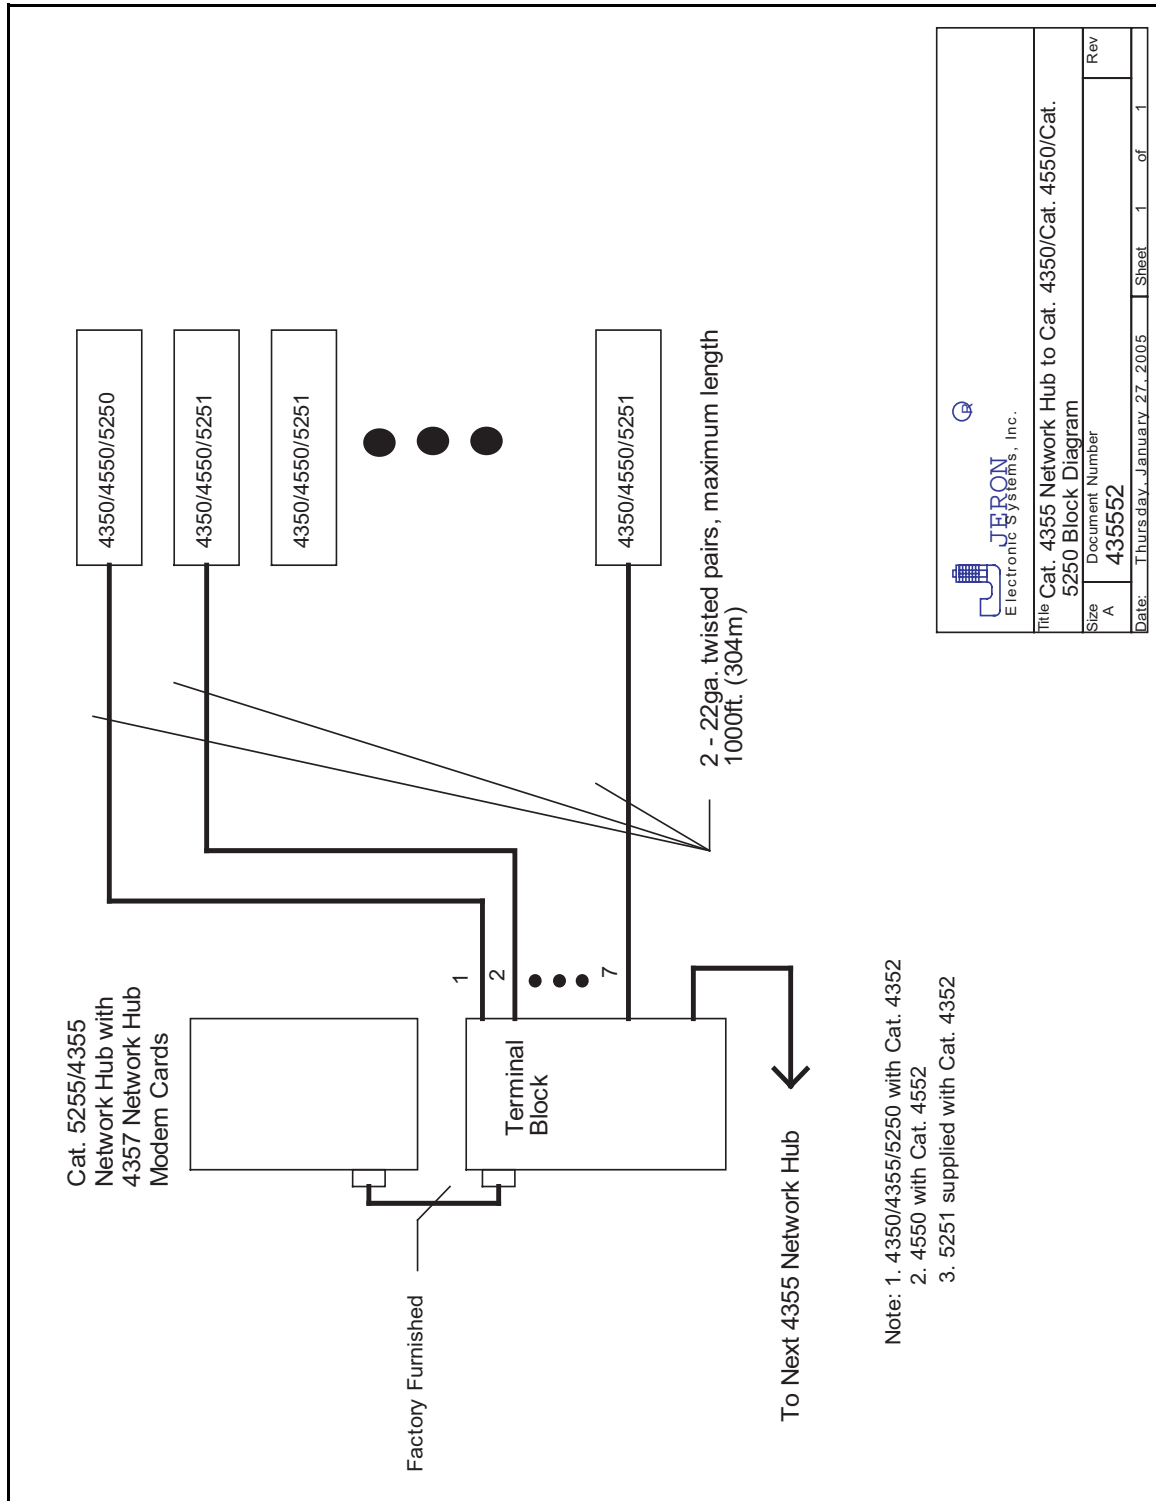 Cat. 5255/4355
Network Hub with
4357 Network Hub
Modem Cards
Factory Furnished
Terminal
Block
1
2
7
4350/4550/5250
4350/4550/5251
4350/4550/5251
4350/4550/5251
2 - 22ga. twisted pairs, maximum length
1000ft. (304m)
To Next 4355 Network Hub
Note: 1. 4350/4355/5250 with Cat. 4352
2. 4550 with Cat. 4552
3. 5251 supplied with Cat. 4352
R
JERON
Electronic Systems, Inc.
Title Cat. 4355 Network Hub to Cat. 4350/Cat. 4550/Cat.
5250 Block Diagram
Size Document Number Rev
A 435552
Date: Thursday, January 27, 2005 Sheet 1 of 1